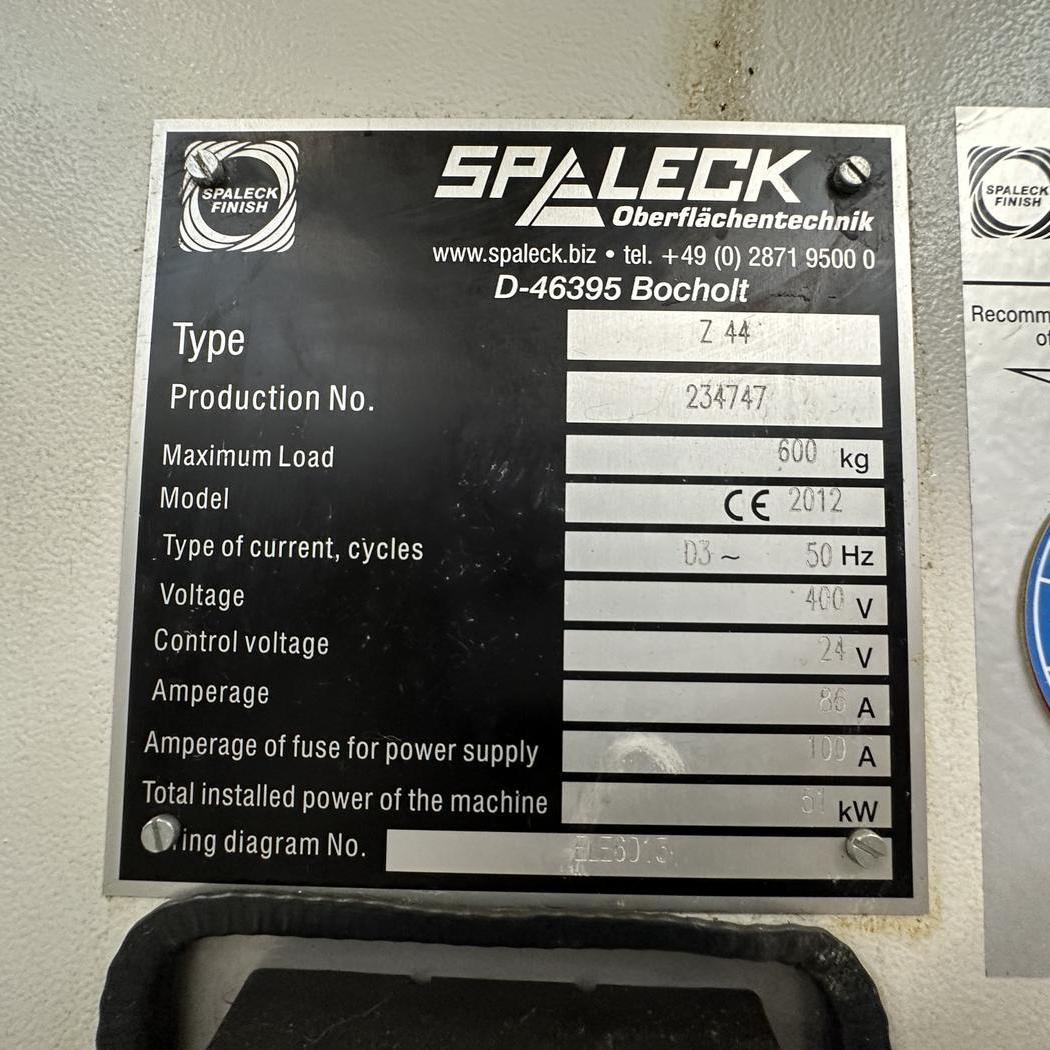 SPALECK
FINISH
SPALECK
Oberflächentechnik
www.spaleck.biz • tel. +49 (0) 2871 9500 0
D-46395 Bocholt
Type Z 44
Production No. 234747
Maximum Load 600 kg
Model CE 2012
Type of current, cycles D3~ 50 Hz
Voltage 400 V
Control voltage 24 V
Amperage 86 A
Amperage of fuse for power supply 100 A
Total installed power of the machine 51 kW
ring diagram No.
SPALECK
FINISH